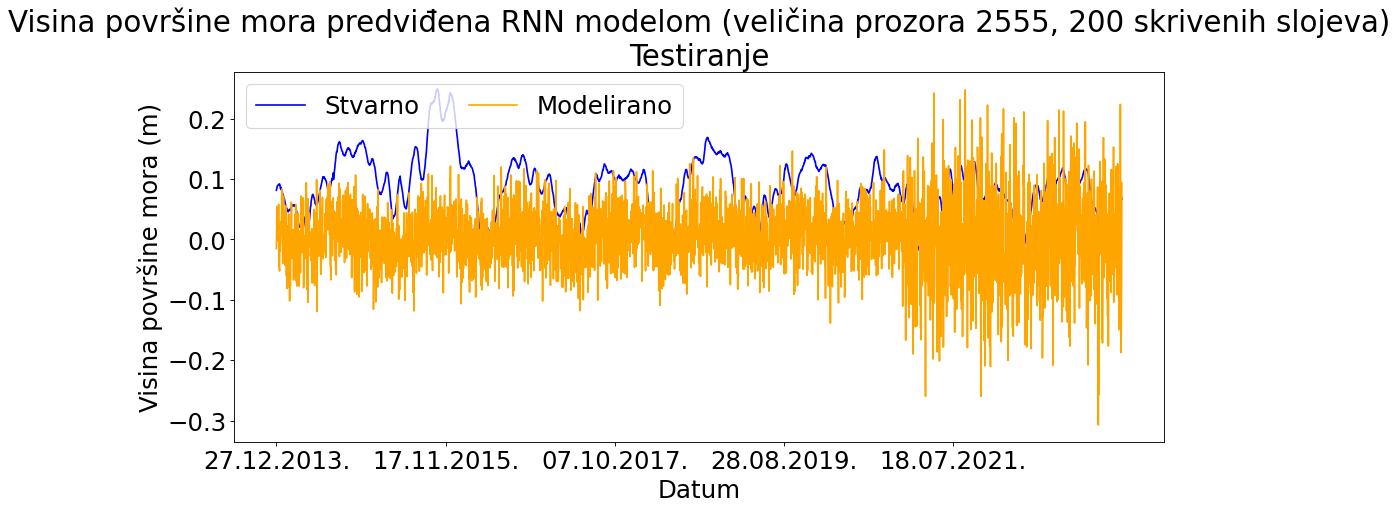 Visina površine mora predviđena RNN modelom (veličina prozora 2555, 200 skrivenih slojeva)
Testiranje
Stvarno Modelirano
Visina površine mora (m)
0.2
0.1
0.0
−0.1
−0.2
−0.3
27.12.2013. 17.11.2015. 07.10.2017. 28.08.2019. 18.07.2021.
Datum